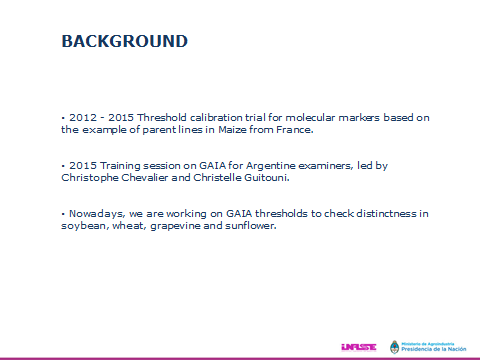 BACKGROUND
• 2012 - 2015 Threshold calibration trial for molecular markers based on
the example of parent lines in Maize from France.
• 2015 Training session on GAIA for Argentine examiners, led by
Christophe Chevalier and Christelle Guitouni.
• Nowadays, we are working on GAIA thresholds to check distinctness in
soybean, wheat, grapevine and sunflower.
INASE
Ministerio de Agroindustria
Presidencia de la Nación